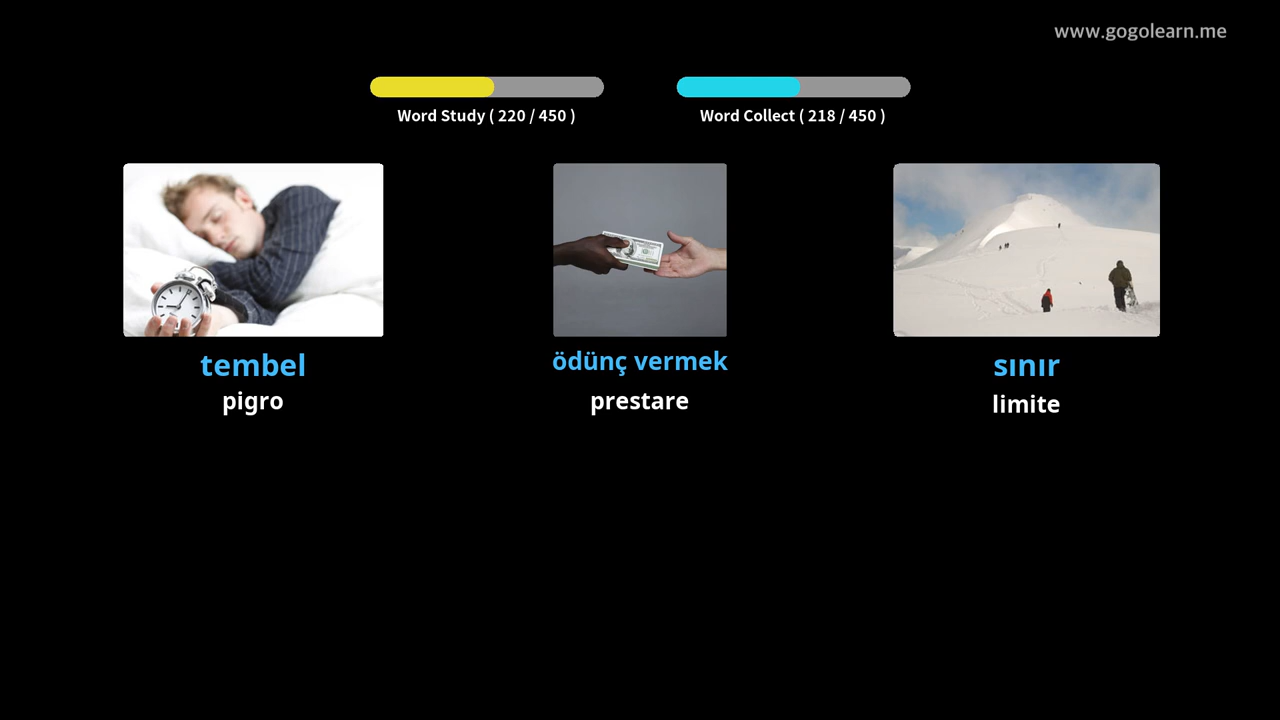 www.gogolearn.me
Word Study ( 220 / 450 )
Word Collect ( 218 / 450 )
tembel
ödünç vermek
sınır
pigro
prestare
limite